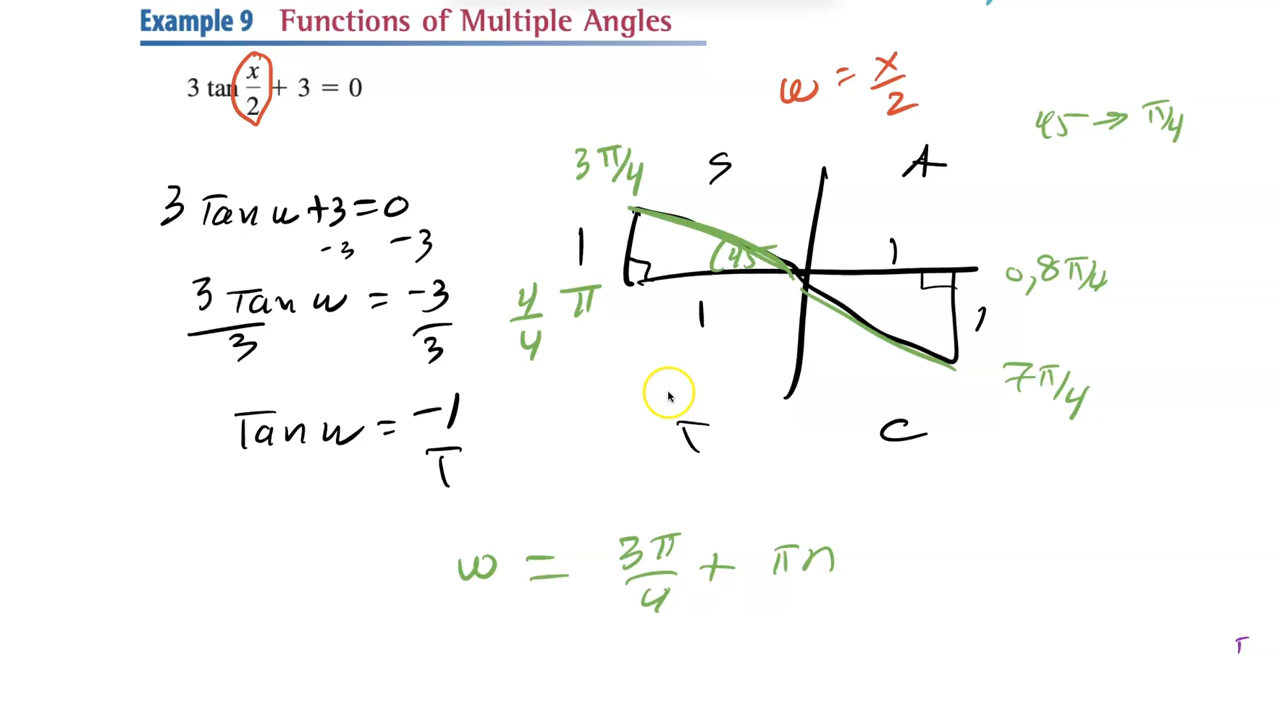 Example 9 Functions of Multiple Angles
3 tan x/2 + 3 = 0
w = x/2
45 → π/4
3π/4
S
A
3 Tan w + 3 = 0
-3 -3
1
(45
1
0, 8π/4
3 Tan w = -3
3 3
4/4 π
1
1
7π/4
Tan w = -1/1
T
C
w = 3π/4 + πn